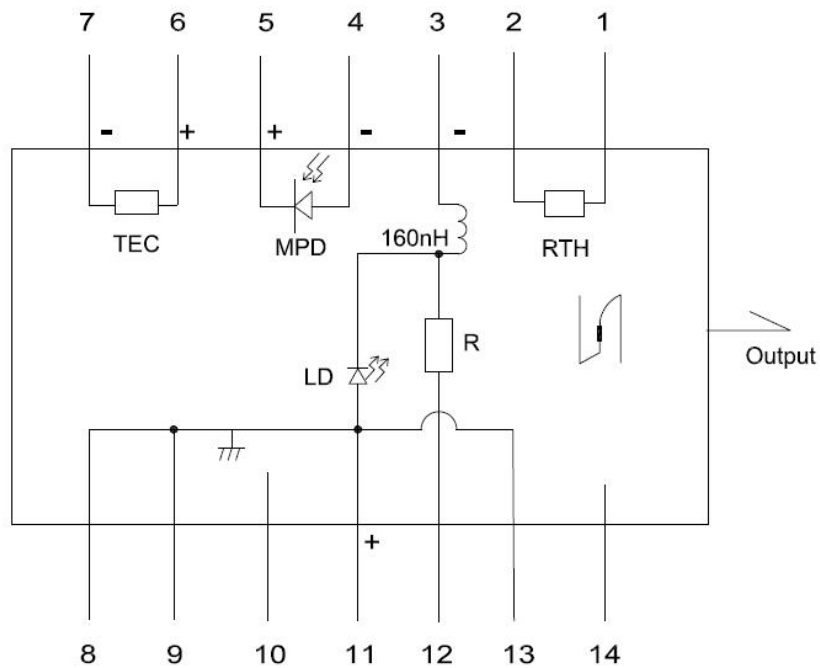 7 6 5 4 3 2 1
- + + - -
TEC MPD 160nH RTH
LD R Output
+
8 9 10 11 12 13 14